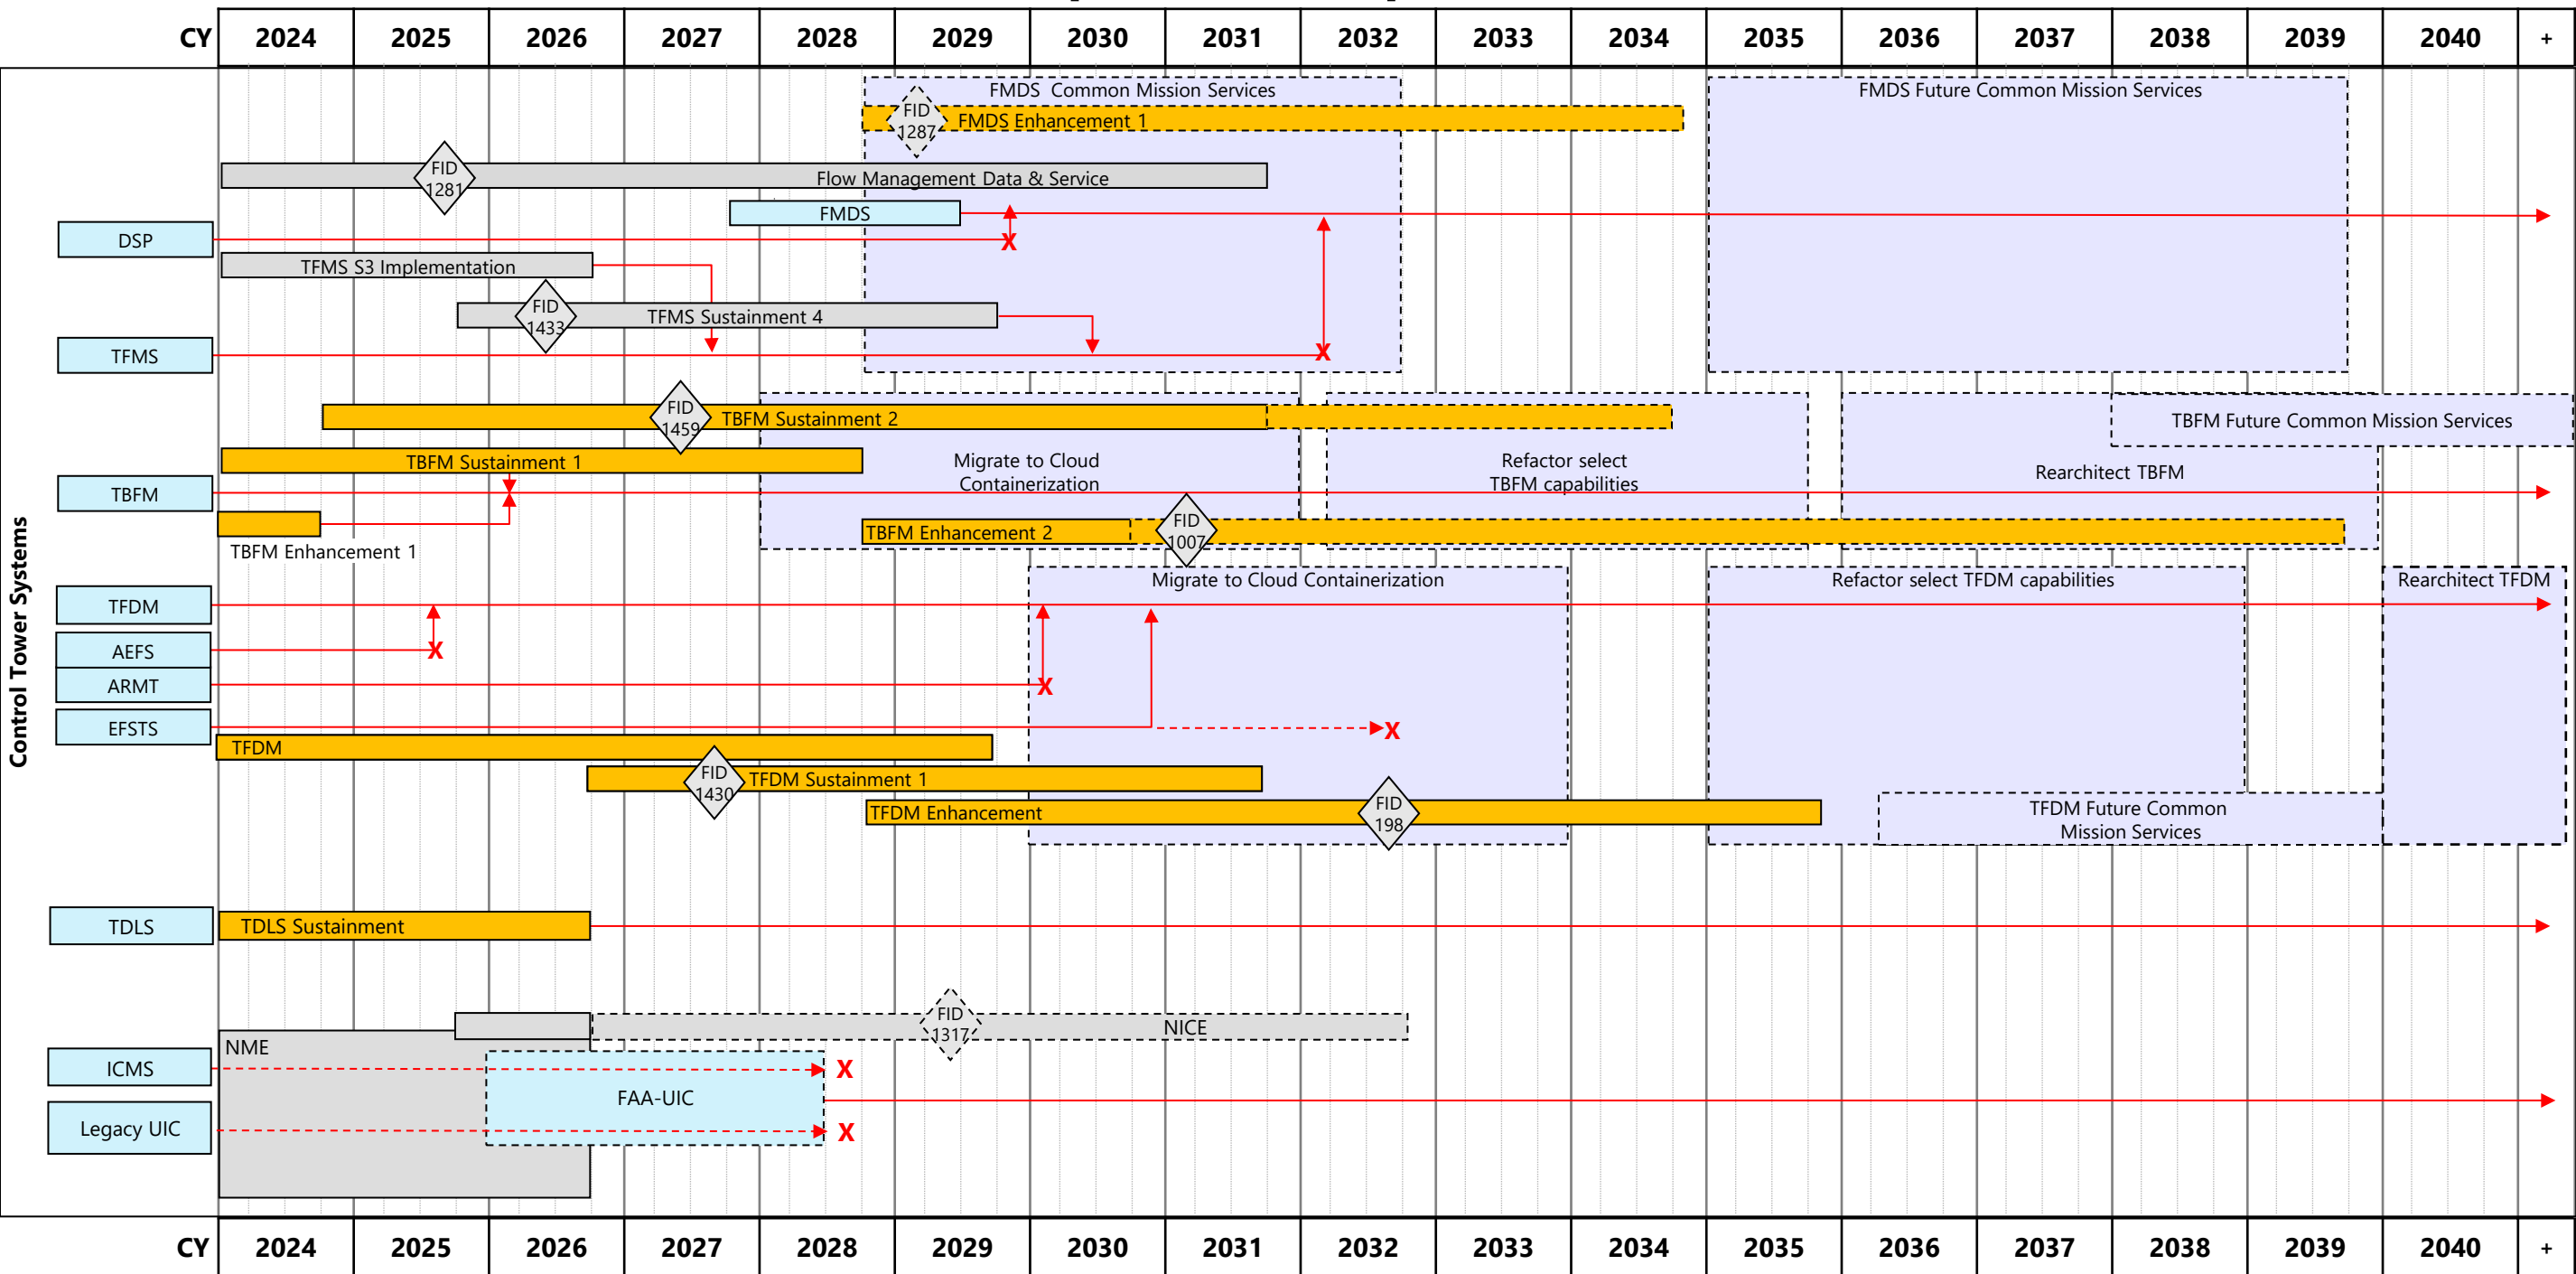 CY 2024 2025 2026 2027 2028 2029 2030 2031 2032 2033 2034 2035 2036 2037 2038 2039 2040 +
Control Tower Systems
FMDS Common Mission Services
FMDS Future Common Mission Services
FID
1287
FMDS Enhancement 1
FID
1281
Flow Management Data & Service
FMDS
DSP
X
TFMS S3 Implementation
FID
1433
TFMS Sustainment 4
TFMS
X
FID
1459
TBFM Sustainment 2
TBFM Future Common Mission Services
TBFM Sustainment 1
Migrate to Cloud
Containerization
Refactor select
TBFM capabilities
Rearchitect TBFM
TBFM
TBFM Enhancement 2
FID
1007
TBFM Enhancement 1
Migrate to Cloud Containerization
Refactor select TFDM capabilities
Rearchitect TFDM
TFDM
AEFS
X
ARMT
X
EFSTS
X
TFDM
FID
1430
TFDM Sustainment 1
TFDM Enhancement
FID
198
TFDM Future Common
Mission Services
TDLS
TDLS Sustainment
FID
1317
NICE
NME
ICMS
X
FAA-UIC
Legacy UIC
X
CY 2024 2025 2026 2027 2028 2029 2030 2031 2032 2033 2034 2035 2036 2037 2038 2039 2040 +